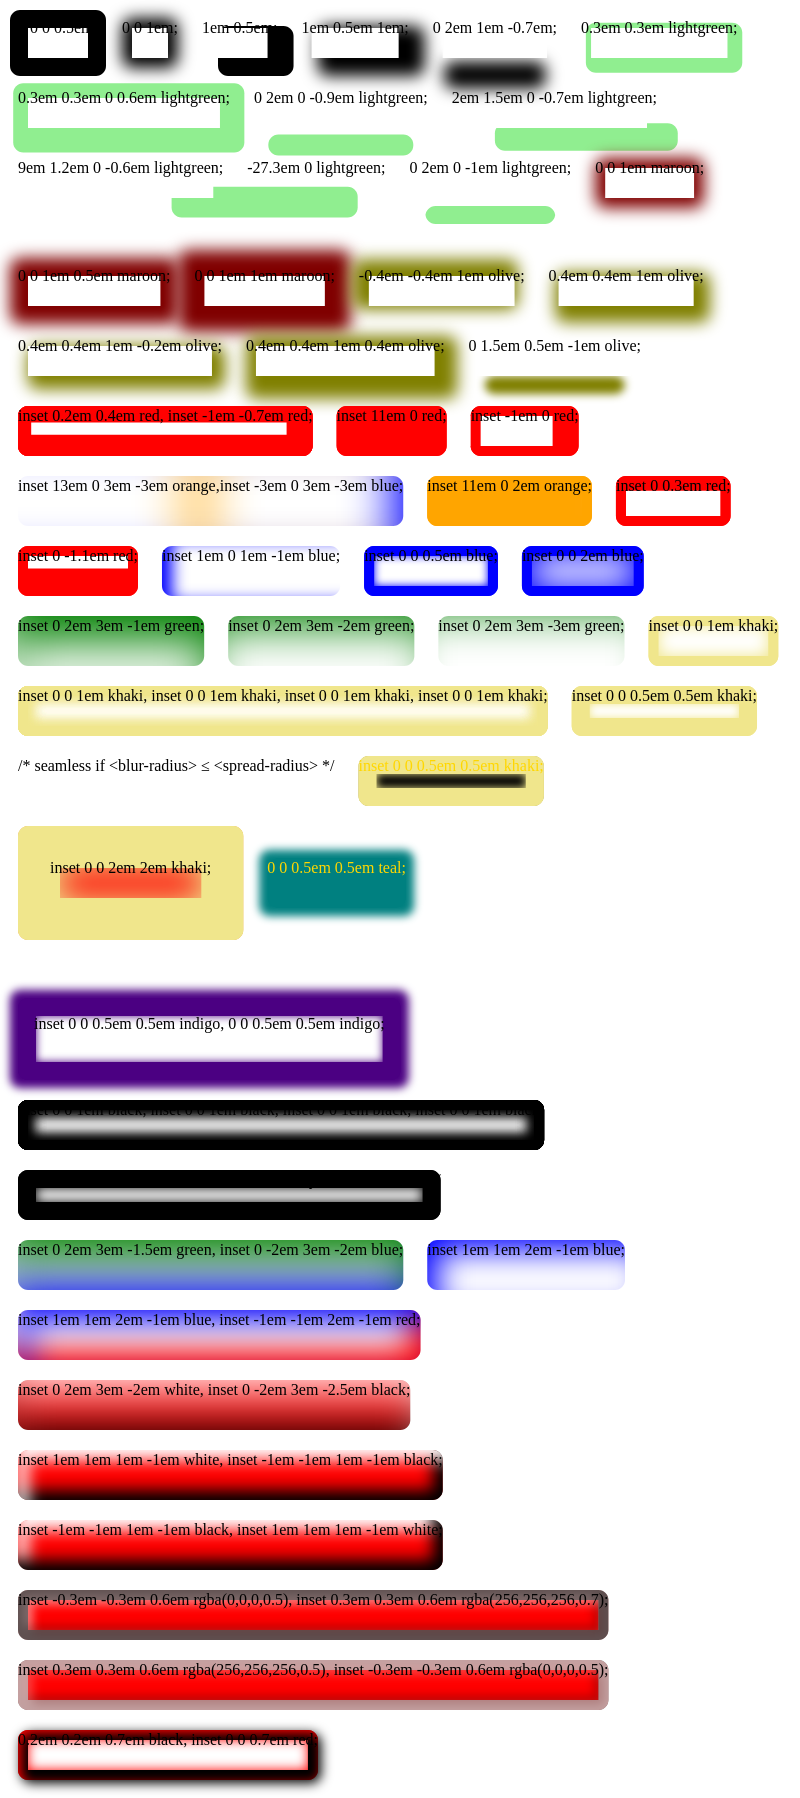 0 0 0.5em; 0 0 1em; 1em 0.5em; 1em 0.5em 1em; 0 2em 1em -0.7em; 0.3em 0.3em lightgreen;
0.3em 0.3em 0 0.6em lightgreen; 0 2em 0 -0.9em lightgreen; 2em 1.5em 0 -0.7em lightgreen;
9em 1.2em 0 -0.6em lightgreen; -27.3em 0 lightgreen; 0 2em 0 -1em lightgreen; 0 0 1em maroon;
0 0 1em 0.5em maroon; 0 0 1em 1em maroon; -0.4em -0.4em 1em olive; 0.4em 0.4em 1em olive;
0.4em 0.4em 1em -0.2em olive; 0.4em 0.4em 1em 0.4em olive; 0 1.5em 0.5em -1em olive;
inset 0.2em 0.4em red, inset -1em -0.7em red; inset 11em 0 red; inset -1em 0 red;
inset 13em 0 3em -3em orange,inset -3em 0 3em -3em blue; inset 11em 0 2em orange; inset 0 0.3em red;
inset 0 -1.1em red; inset 1em 0 1em -1em blue; inset 0 0 0.5em blue; inset 0 0 2em blue;
inset 0 2em 3em -1em green; inset 0 2em 3em -2em green; inset 0 2em 3em -3em green; inset 0 0 1em khaki;
inset 0 0 1em khaki, inset 0 0 1em khaki, inset 0 0 1em khaki, inset 0 0 1em khaki; inset 0 0 0.5em 0.5em khaki;
/* seamless if <blur-radius> ≤ <spread-radius> */ inset 0 0 0.5em 0.5em khaki;
inset 0 0 2em 2em khaki; 0 0 0.5em 0.5em teal;
inset 0 0 0.5em 0.5em indigo, 0 0 0.5em 0.5em indigo;
inset 0 0 1em black, inset 0 0 1em black, inset 0 0 1em black, inset 0 0 1em black;
inset 0 2em 3em -1.5em green, inset 0 -2em 3em -2em blue; inset 1em 1em 2em -1em blue;
inset 1em 1em 2em -1em blue, inset -1em -1em 2em -1em red;
inset 0 2em 3em -2em white, inset 0 -2em 3em -2.5em black;
inset 1em 1em 1em -1em white, inset -1em -1em 1em -1em black;
inset -1em -1em 1em -1em black, inset 1em 1em 1em -1em white;
inset -0.3em -0.3em 0.6em rgba(0,0,0,0.5), inset 0.3em 0.3em 0.6em rgba(256,256,256,0.7);
inset 0.3em 0.3em 0.6em rgba(256,256,256,0.5), inset -0.3em -0.3em 0.6em rgba(0,0,0,0.5);
0.2em 0.2em 0.7em black, inset 0 0 0.7em red;